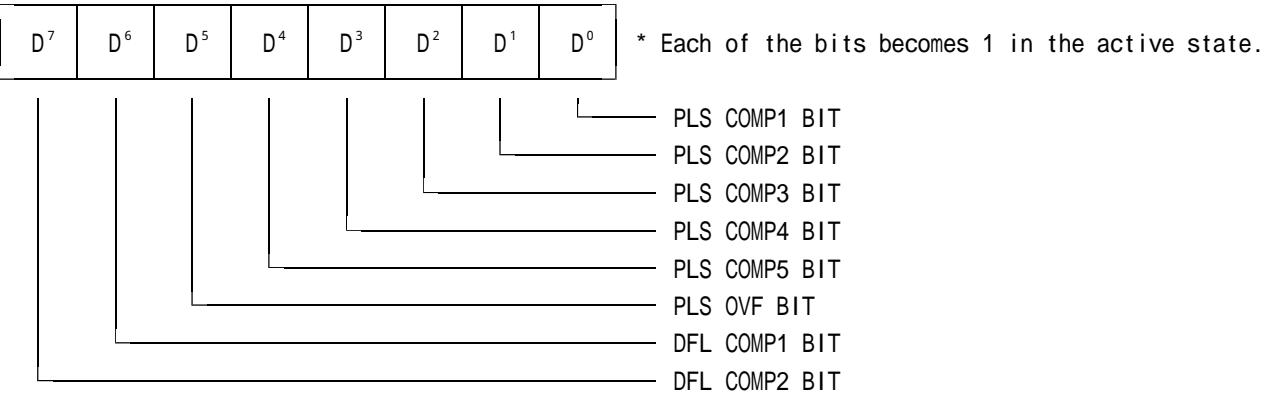 D⁷ D⁶ D⁵ D⁴ D³ D² D¹ D⁰ * Each of the bits becomes 1 in the active state.
PLS COMP1 BIT
PLS COMP2 BIT
PLS COMP3 BIT
PLS COMP4 BIT
PLS COMP5 BIT
PLS OVF BIT
DFL COMP1 BIT
DFL COMP2 BIT